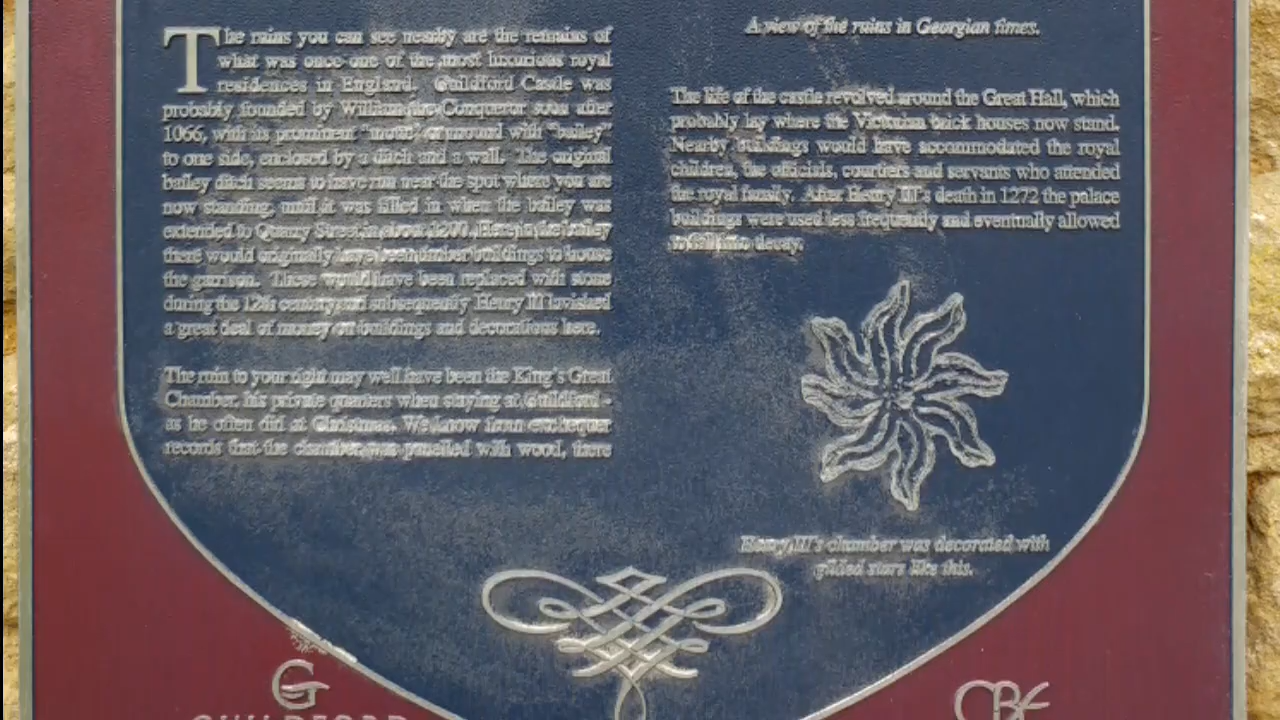 The ruins you can see nearby are the remains of
what was once one of the most luxurious royal
residences in England. Guildford Castle was
probably founded by William the Conqueror soon after
1066, with its prominent "motte" or mound with "bailey"
to one side, enclosed by a ditch and a wall. The original
bailey ditch seems to have run near the spot where you are
now standing, until it was filled in when the bailey was
extended to Quarry Street in about 1200. Here in the bailey
there would originally have been timber buildings to house
the garrison. These would have been replaced with stone
during the 12th century and subsequently Henry III lavished
a great deal of money on buildings and decorations here.
The ruin to your right may well have been the King's Great
Chamber, his private quarters when staying at Guildford -
as he often did at Christmas. We know from exchequer
records that the chamber was panelled with wood, there
A view of the ruins in Georgian times.
The life of the castle revolved around the Great Hall, which
probably lay where the Victorian brick houses now stand.
Nearby buildings would have accommodated the royal
children, the officials, courtiers and servants who attended
the royal family. After Henry III's death in 1272 the palace
buildings were used less frequently and eventually allowed
to fall into decay.
Henry III's chamber was decorated with
gilded stars like this.
G
GUILDFORD